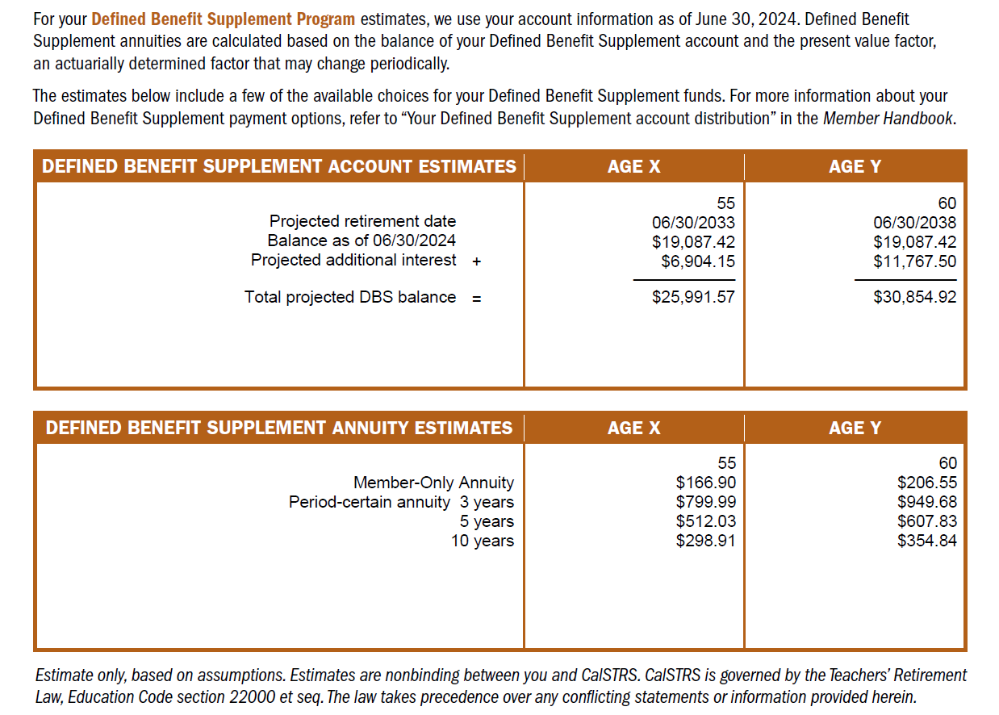 For your Defined Benefit Supplement Program estimates, we use your account information as of June 30, 2024. Defined Benefit
Supplement annuities are calculated based on the balance of your Defined Benefit Supplement account and the present value factor,
an actuarially determined factor that may change periodically.
The estimates below include a few of the available choices for your Defined Benefit Supplement funds. For more information about your
Defined Benefit Supplement payment options, refer to “Your Defined Benefit Supplement account distribution” in the Member Handbook.
DEFINED BENEFIT SUPPLEMENT ACCOUNT ESTIMATES AGE X AGE Y
55 60
Projected retirement date 06/30/2033 06/30/2038
Balance as of 06/30/2024 $19,087.42 $19,087.42
Projected additional interest + $6,904.15 $11,767.50
Total projected DBS balance = $25,991.57 $30,854.92
DEFINED BENEFIT SUPPLEMENT ANNUITY ESTIMATES AGE X AGE Y
55 60
Member-Only Annuity $166.90 $206.55
Period-certain annuity 3 years $799.99 $949.68
5 years $512.03 $607.83
10 years $298.91 $354.84
Estimate only, based on assumptions. Estimates are nonbinding between you and CalSTRS. CalSTRS is governed by the Teachers’ Retirement
Law, Education Code section 22000 et seq. The law takes precedence over any conflicting statements or information provided herein.